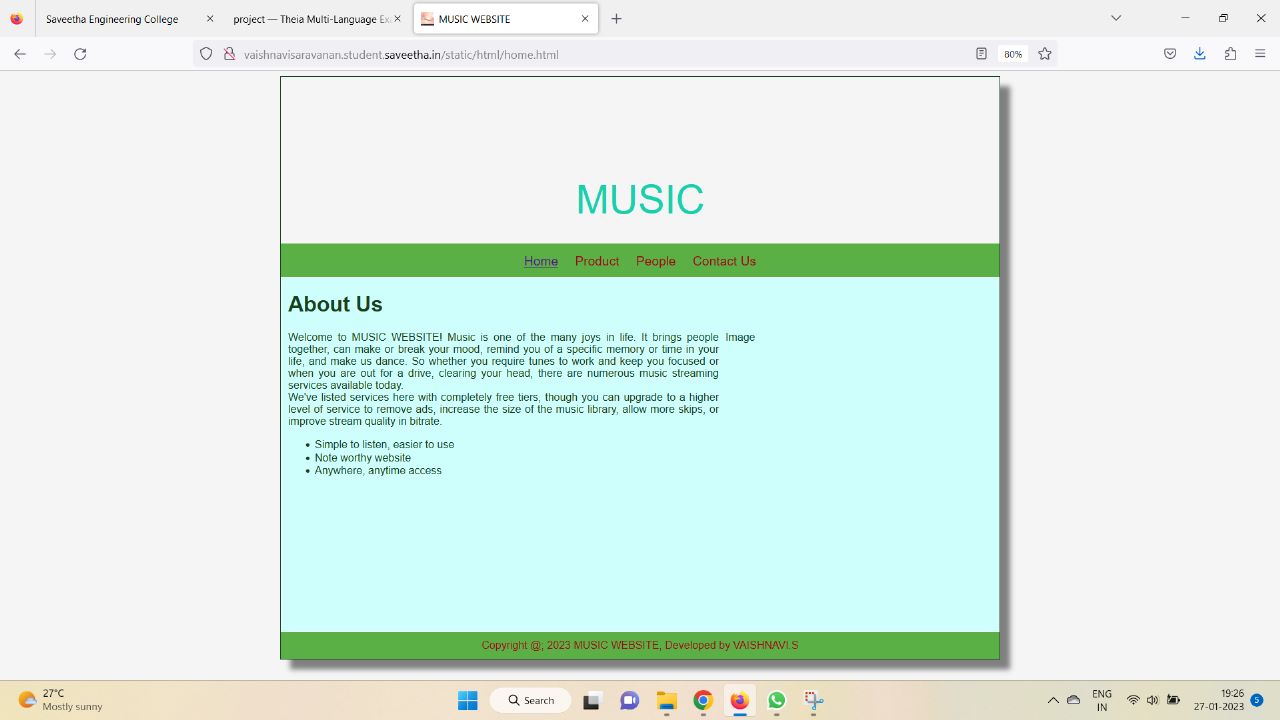 Saveetha Engineering College
project — Theia Multi-Language Ex
MUSIC WEBSITE
vaishnavisaravanan.student.saveetha.in/static/html/home.html
80%
MUSIC
Home Product People Contact Us
About Us
Welcome to MUSIC WEBSITE! Music is one of the many joys in life. It brings people Image
together, can make or break your mood, remind you of a specific memory or time in your
life, and make us dance. So whether you require tunes to work and keep you focused or
when you are out for a drive, clearing your head, there are numerous music streaming
services available today.
We've listed services here with completely free tiers, though you can upgrade to a higher
level of service to remove ads, increase the size of the music library, allow more skips, or
improve stream quality in bitrate.
Simple to listen, easier to use
Note worthy website
Anywhere, anytime access
Copyright @; 2023 MUSIC WEBSITE, Developed by VAISHNAVI.S
27°C
Mostly sunny
Search
ENG
IN
19:26
27-01-2023
5